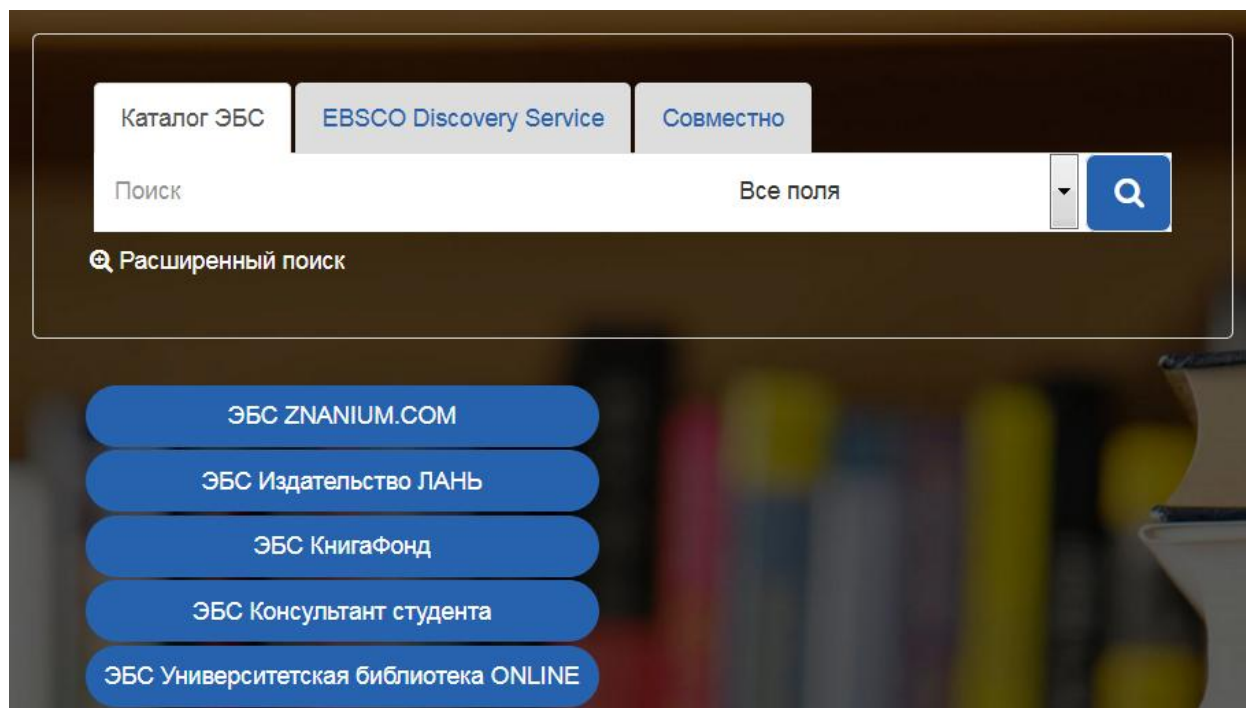 Каталог ЭБС EBSCO Discovery Service Совместно
Поиск Все поля
Расширенный поиск
ЭБС ZNANIUM.COM
ЭБС Издательство ЛАНЬ
ЭБС КнигаФонд
ЭБС Консультант студента
ЭБС Университетская библиотека ONLINE